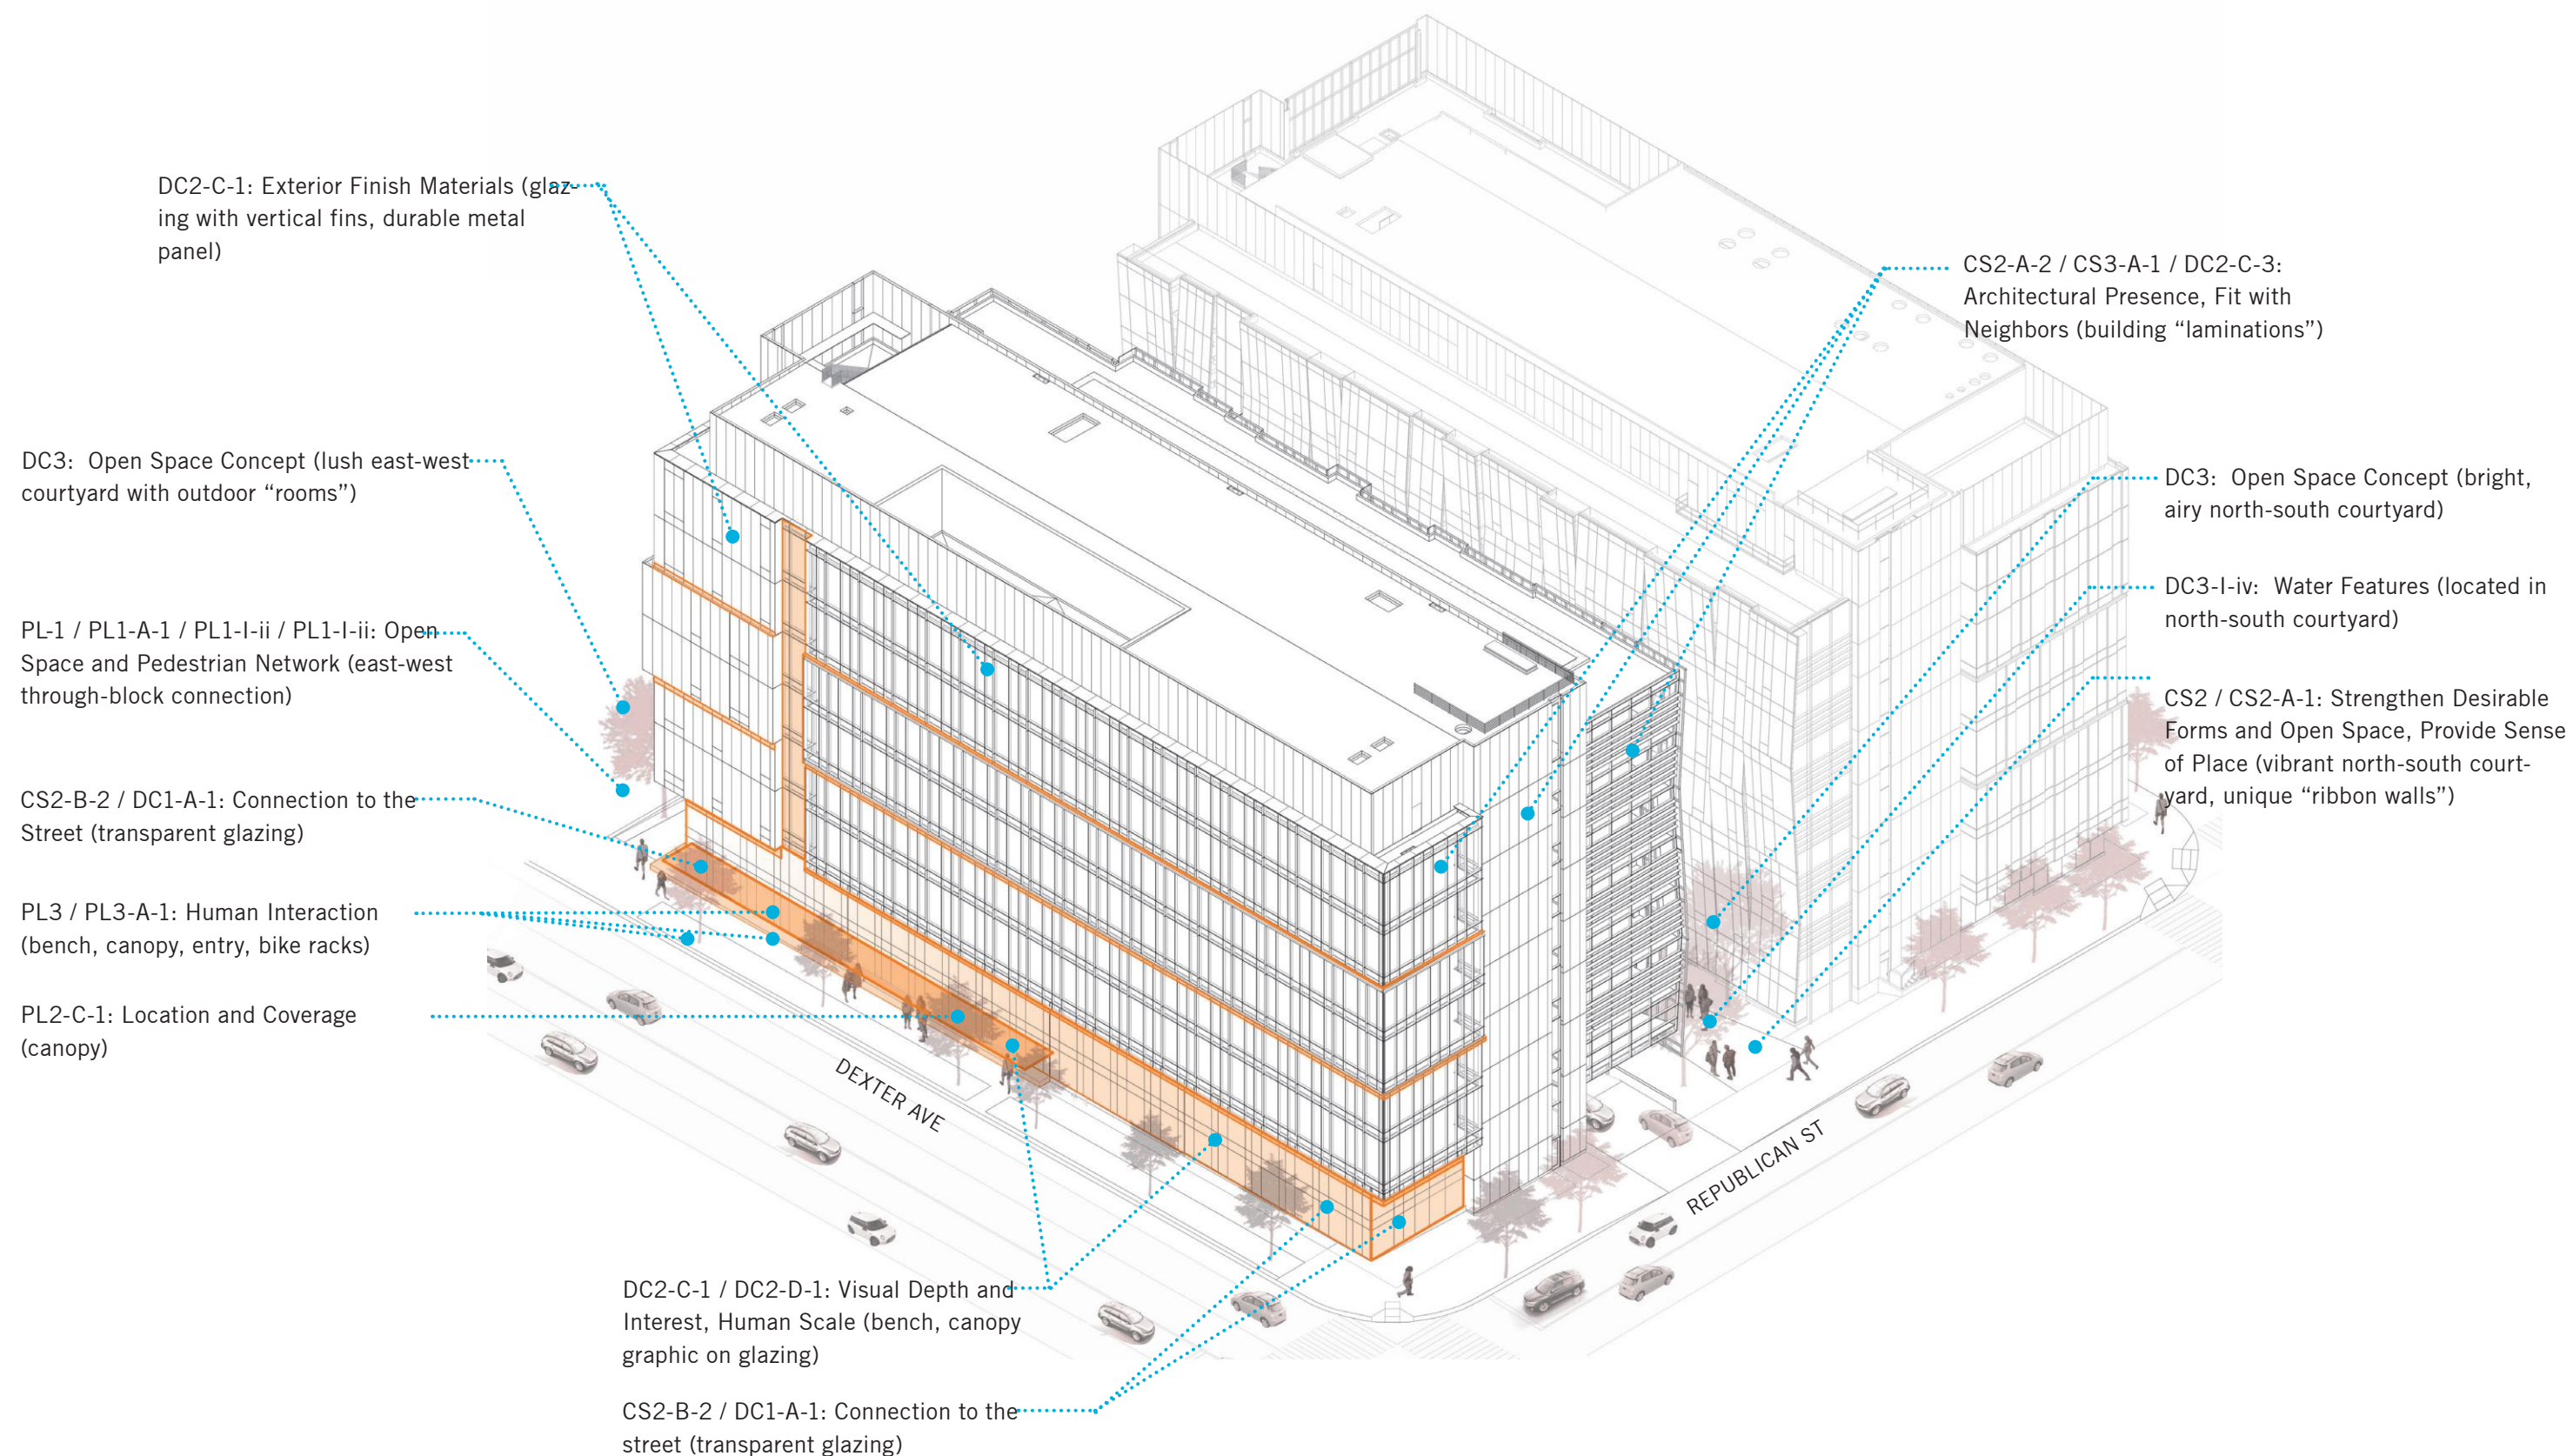 DC2-C-1: Exterior Finish Materials (glaz-
ing with vertical fins, durable metal
panel)
DC3:  Open Space Concept (lush east-west
courtyard with outdoor “rooms”)
PL-1 / PL1-A-1 / PL1-I-ii / PL1-I-ii: Open
Space and Pedestrian Network (east-west
through-block connection)
CS2-B-2 / DC1-A-1: Connection to the
Street (transparent glazing)
PL3 / PL3-A-1: Human Interaction
(bench, canopy, entry, bike racks)
PL2-C-1: Location and Coverage
(canopy)
DEXTER AVE
DC2-C-1 / DC2-D-1: Visual Depth and
Interest, Human Scale (bench, canopy
graphic on glazing)
CS2-B-2 / DC1-A-1: Connection to the
street (transparent glazing)
REPUBLICAN ST
CS2-A-2 / CS3-A-1 / DC2-C-3:
Architectural Presence, Fit with
Neighbors (building “laminations”)
DC3:  Open Space Concept (bright,
airy north-south courtyard)
DC3-I-iv:  Water Features (located in
north-south courtyard)
CS2 / CS2-A-1: Strengthen Desirable
Forms and Open Space, Provide Sense
of Place (vibrant north-south court-
yard, unique “ribbon walls”)